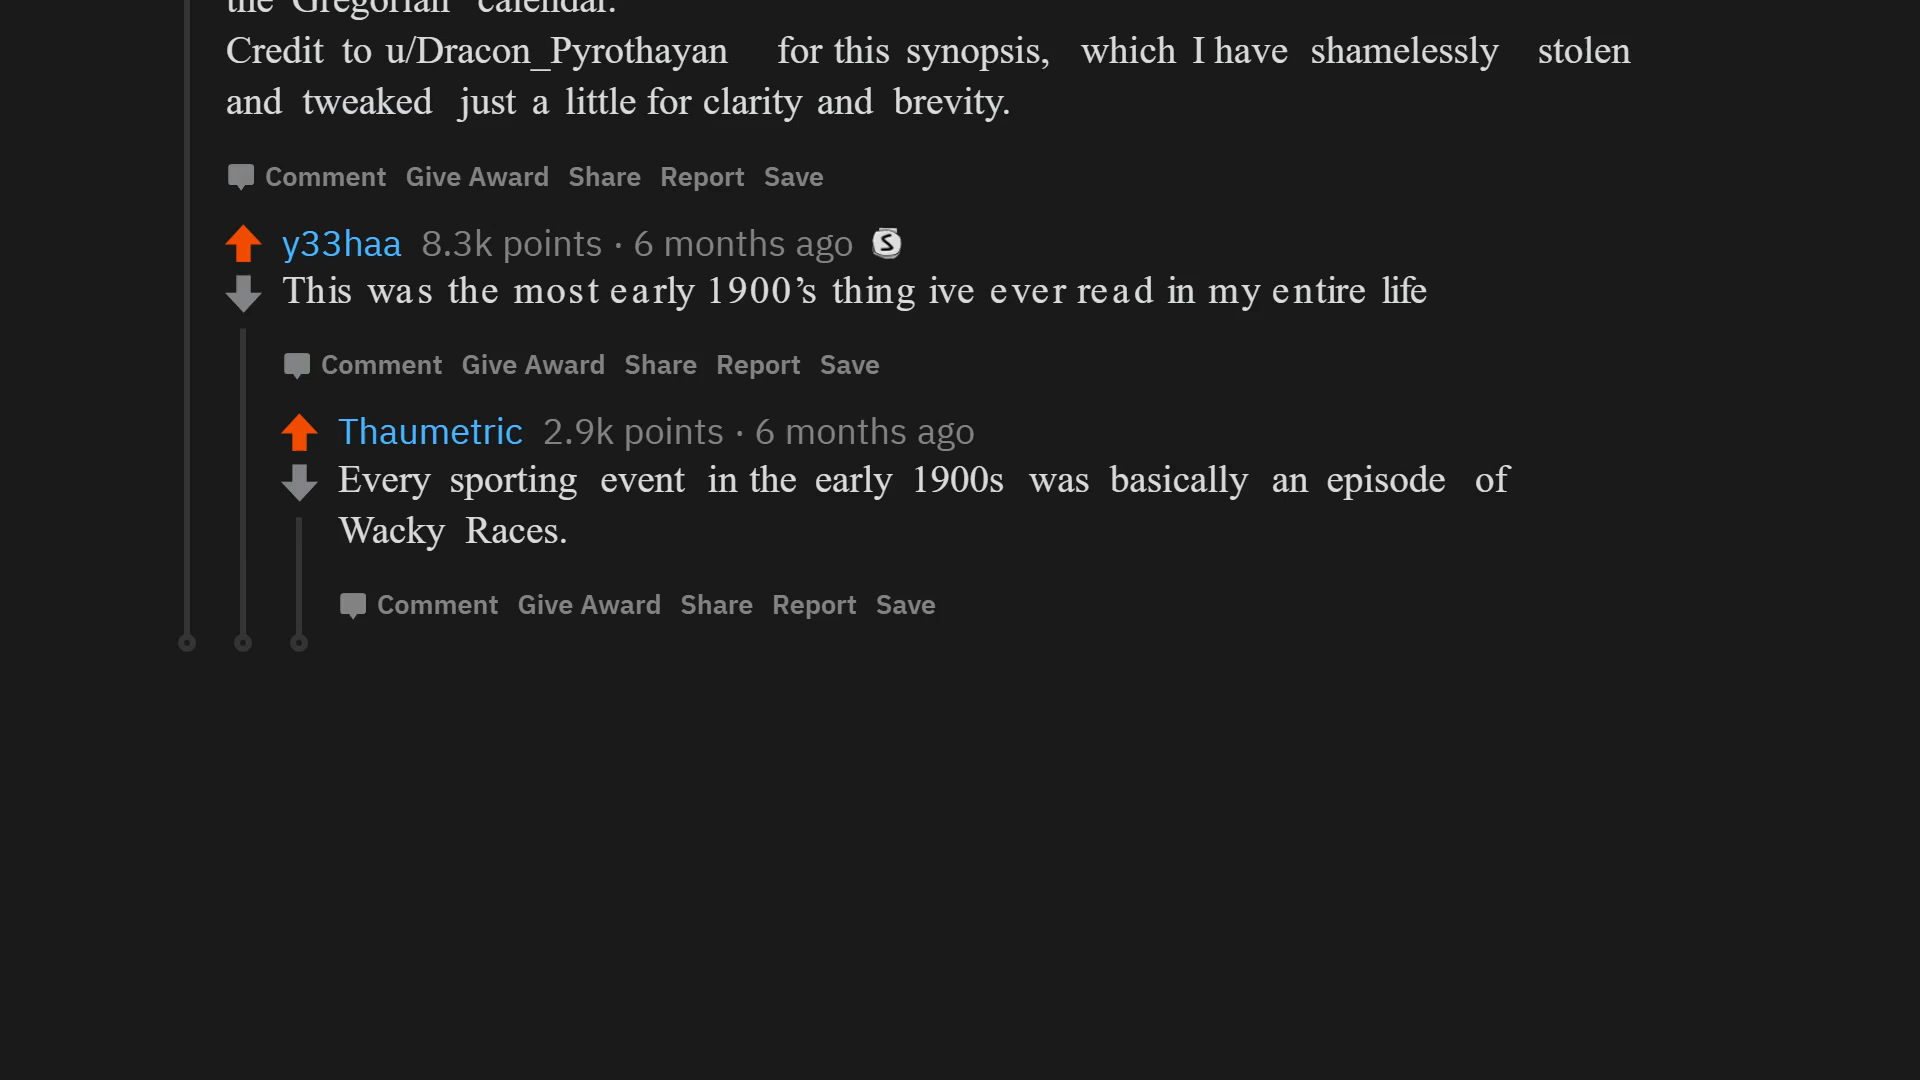 the Gregorian calendar.
Credit to u/Dracon_Pyrothayan for this synopsis, which I have shamelessly stolen
and tweaked just a little for clarity and brevity.
Comment Give Award Share Report Save
y33haa 8.3k points · 6 months ago S
This was the most early 1900’s thing ive ever read in my entire life
Comment Give Award Share Report Save
Thaumetric 2.9k points · 6 months ago
Every sporting event in the early 1900s was basically an episode of
Wacky Races.
Comment Give Award Share Report Save